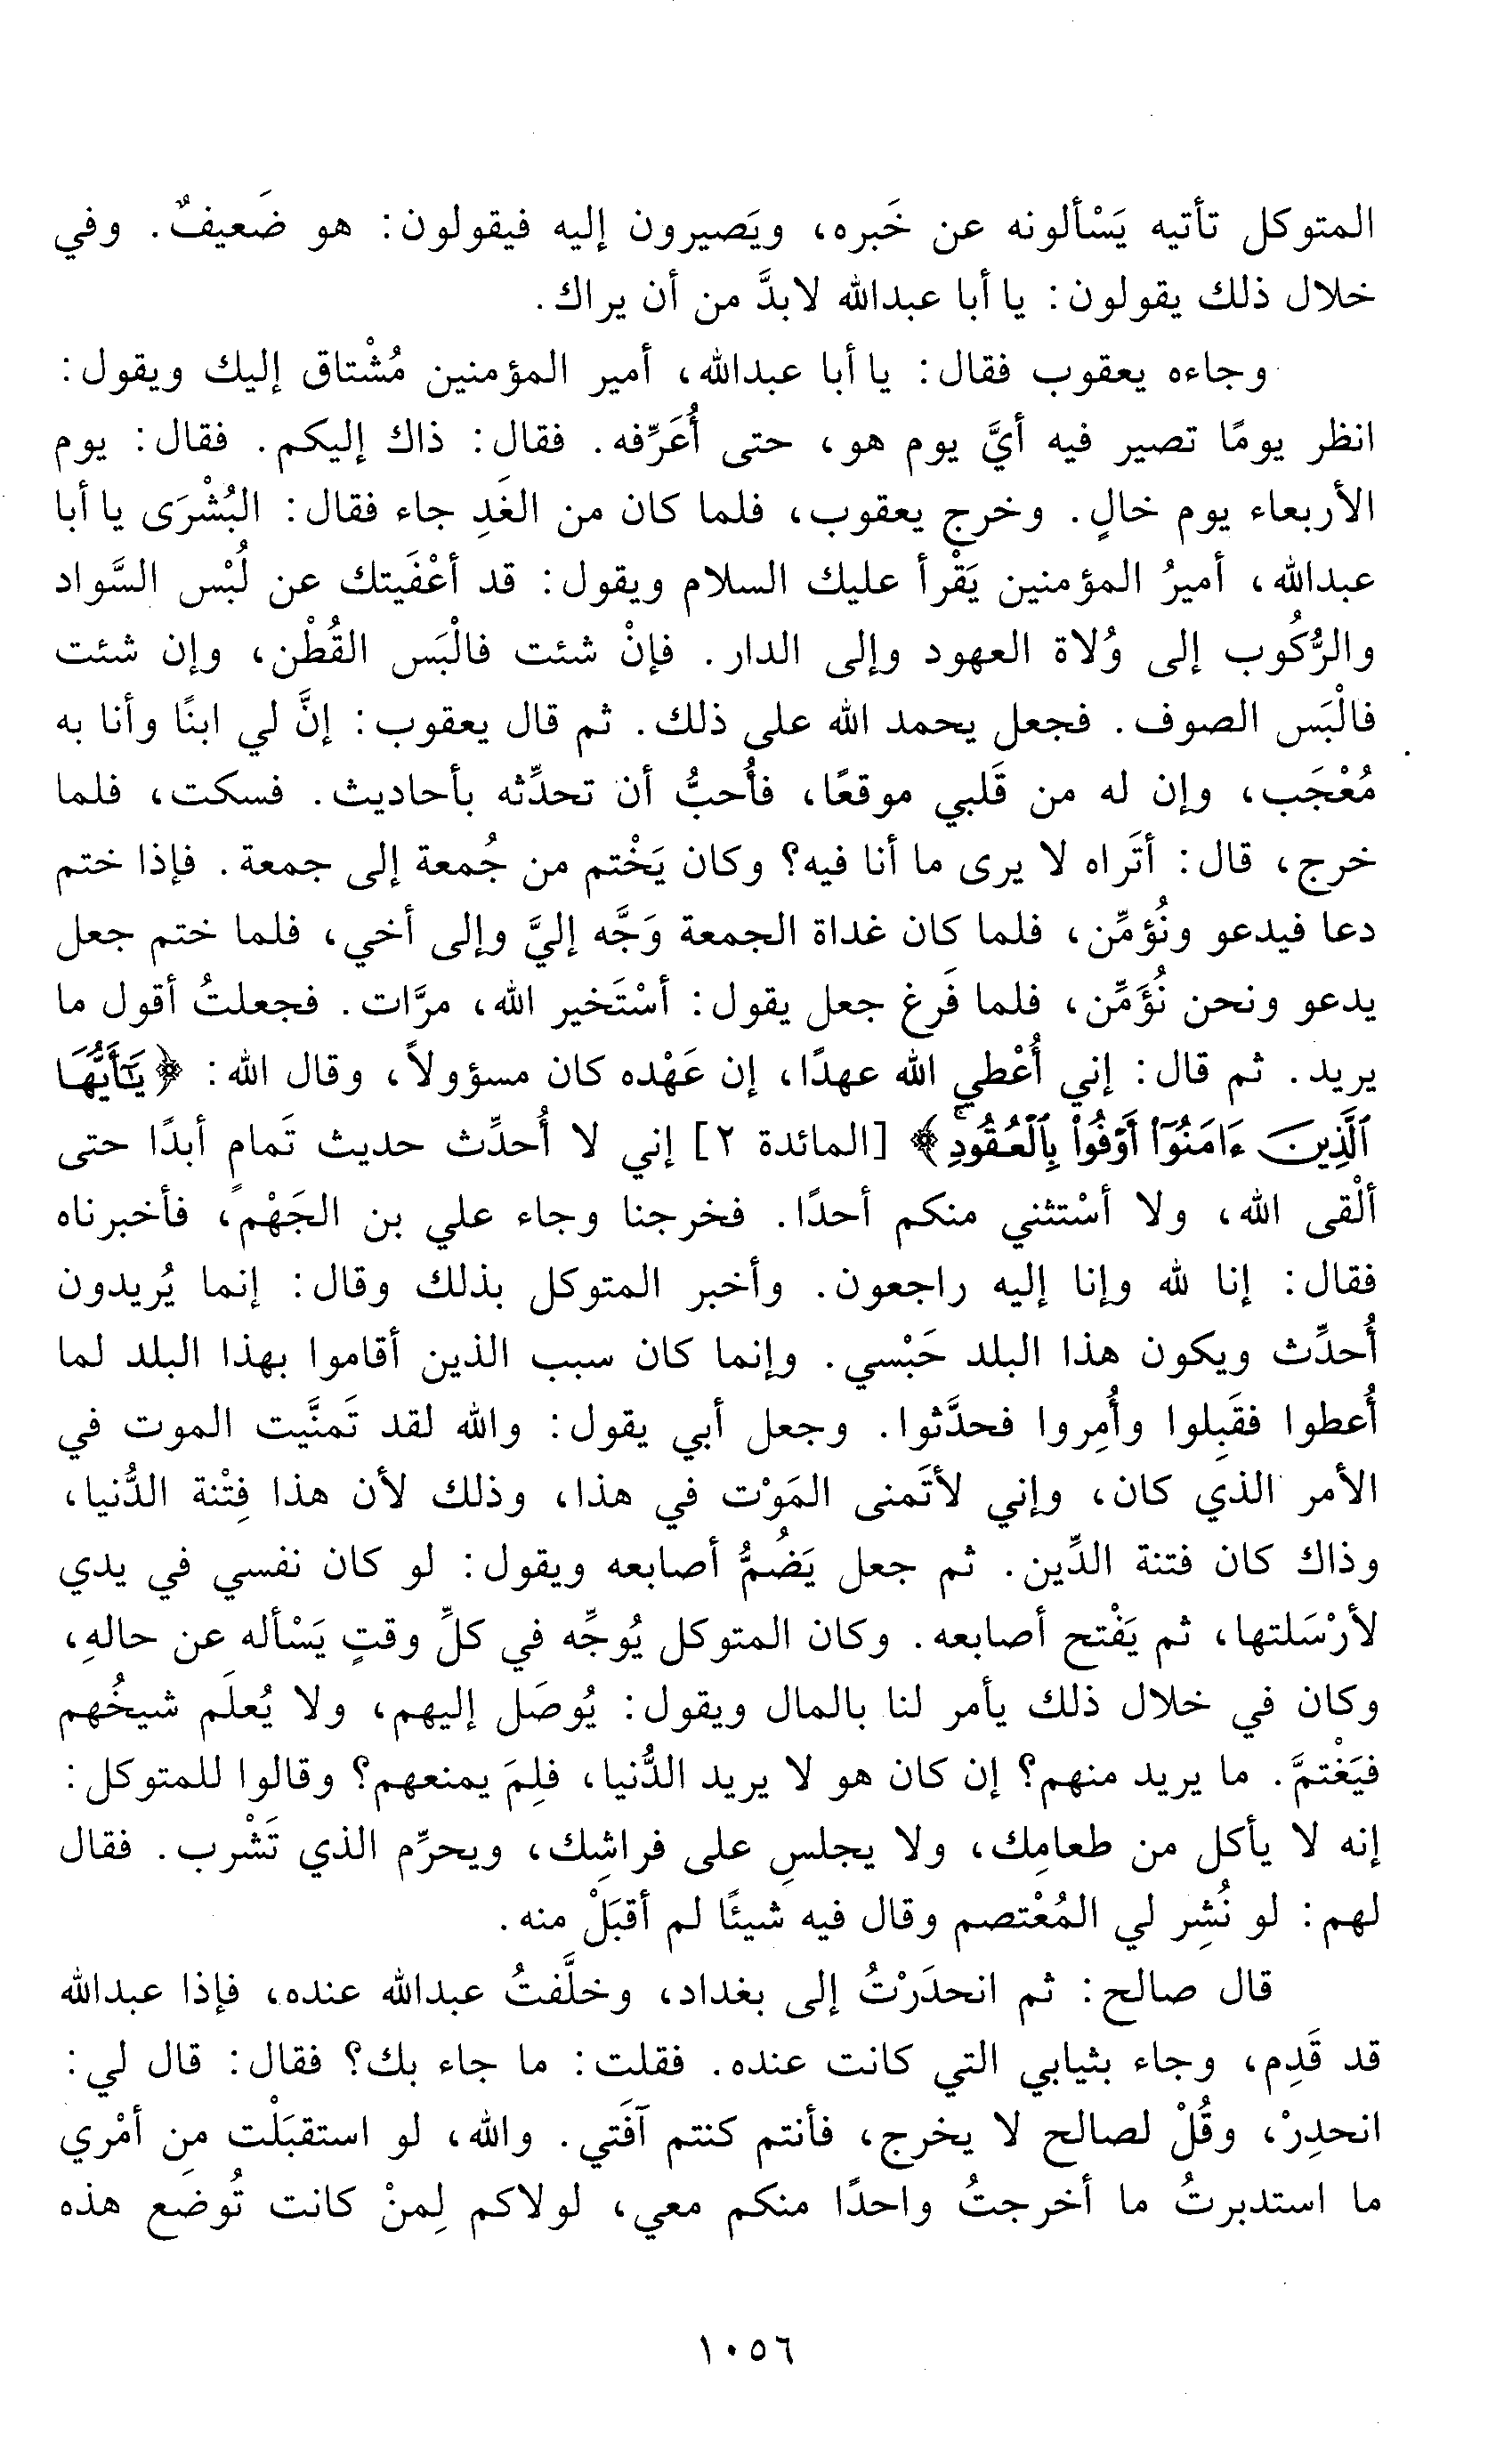 المتوكل تأتيه يَسْألونه عن خَبره، ويَصيرون إليه فيقولون: هو ضَعيفٌ. وفي
خلال ذلك يقولون: يا أبا عبدالله لابدَّ من أن يراك.
وجاءه يعقوب فقال: يا أبا عبدالله، أمير المؤمنين مُشْتاق إليك ويقول:
انظر يومًا تصير فيه أيَّ يوم هو، حتى أُعَرِّفه. فقال: ذاك إليكم. فقال: يوم
الأربعاء يوم خالٍ. وخرج يعقوب، فلما كان من الغَدِ جاء فقال: البُشْرَى يا أبا
عبدالله، أميرُ المؤمنين يَقْرأ عليك السلام ويقول: قد أعْفَيتك عن لُبْس السَّواد
والرُّكُوب إلى وُلاة العهود وإلى الدار. فإنْ شئت فالْبَس القُطْن، وإن شئت
فالْبَس الصوف. فجعل يحمد الله على ذلك. ثم قال يعقوب: إنَّ لي ابنًا وأنا به
مُعْجَب، وإن له من قَلبي موقعًا، فأُحبُّ أن تحدِّثه بأحاديث. فسكت، فلما
خرج، قال: أتَراه لا يرى ما أنا فيه؟ وكان يَخْتم من جُمعة إلى جمعة. فإذا ختم
دعا فيدعو ونُؤمِّن، فلما كان غداة الجمعة وَجَّه إليَّ وإلى أخي، فلما ختم جعل
يدعو ونحن نُؤَمِّن، فلما فَرغ جعل يقول: أسْتَخير الله، مرَّات. فجعلتُ أقول ما
يريد. ثم قال: إني أُعْطي الله عهدًا، إن عَهْده كان مسؤولاً، وقال الله: ﴿يَٰٓأَيُّهَا
ٱلَّذِينَ ءَامَنُوٓا۟ أَوْفُوا۟ بِٱلْعُقُودِ ۚ﴾ [المائدة ٢] إني لا أُحدِّث حديث تَمامٍ أبدًا حتى
ألْقى الله، ولا أسْتثني منكم أحدًا. فخرجنا وجاء علي بن الجَهْم، فأخبرناه
فقال: إنا لله وإنا إليه راجعون. وأخبر المتوكل بذلك وقال: إنما يُريدون
أُحدِّث ويكون هذا البلد حَبْسي. وإنما كان سبب الذين أقاموا بهذا البلد لما
أُعطوا فقَبِلوا وأُمِروا فحدَّثوا. وجعل أبي يقول: والله لقد تَمنَّيت الموت في
الأمر الذي كان، وإني لأتَمنى المَوْت في هذا، وذلك لأن هذا فِتْنة الدُّنيا،
وذاك كان فتنة الدِّين. ثم جعل يَضُمُّ أصابعه ويقول: لو كان نفسي في يدي
لأرْسَلتها، ثم يَفْتح أصابعه. وكان المتوكل يُوجِّه في كلِّ وقتٍ يَسْأله عن حالهِ،
وكان في خلال ذلك يأمر لنا بالمال ويقول: يُوصَل إليهم، ولا يُعلَم شيخُهم
فيَغْتمَّ. ما يريد منهم؟ إن كان هو لا يريد الدُّنيا، فلِمَ يمنعهم؟ وقالوا للمتوكل:
إنه لا يأكل من طعامِك، ولا يجلسِ على فراشِك، ويحرِّم الذي تَشْرب. فقال
لهم: لو نُشِر لي المُعْتصم وقال فيه شيئًا لم أقبَلْ منه.
قال صالح: ثم انحدَرْتُ إلى بغداد، وخلَّفتُ عبدالله عنده، فإذا عبدالله
قد قَدِم، وجاء بثيابي التي كانت عنده. فقلت: ما جاء بك؟ فقال: قال لي:
انحدِرْ، وقُلْ لصالح لا يخرج، فأنتم كنتم آفَتي. والله، لو استقبَلْت مِن أمْري
ما استدبرتُ ما أخرجتُ واحدًا منكم معي، لولاكم لِمنْ كانت تُوضَع هذه
١٠٥٦